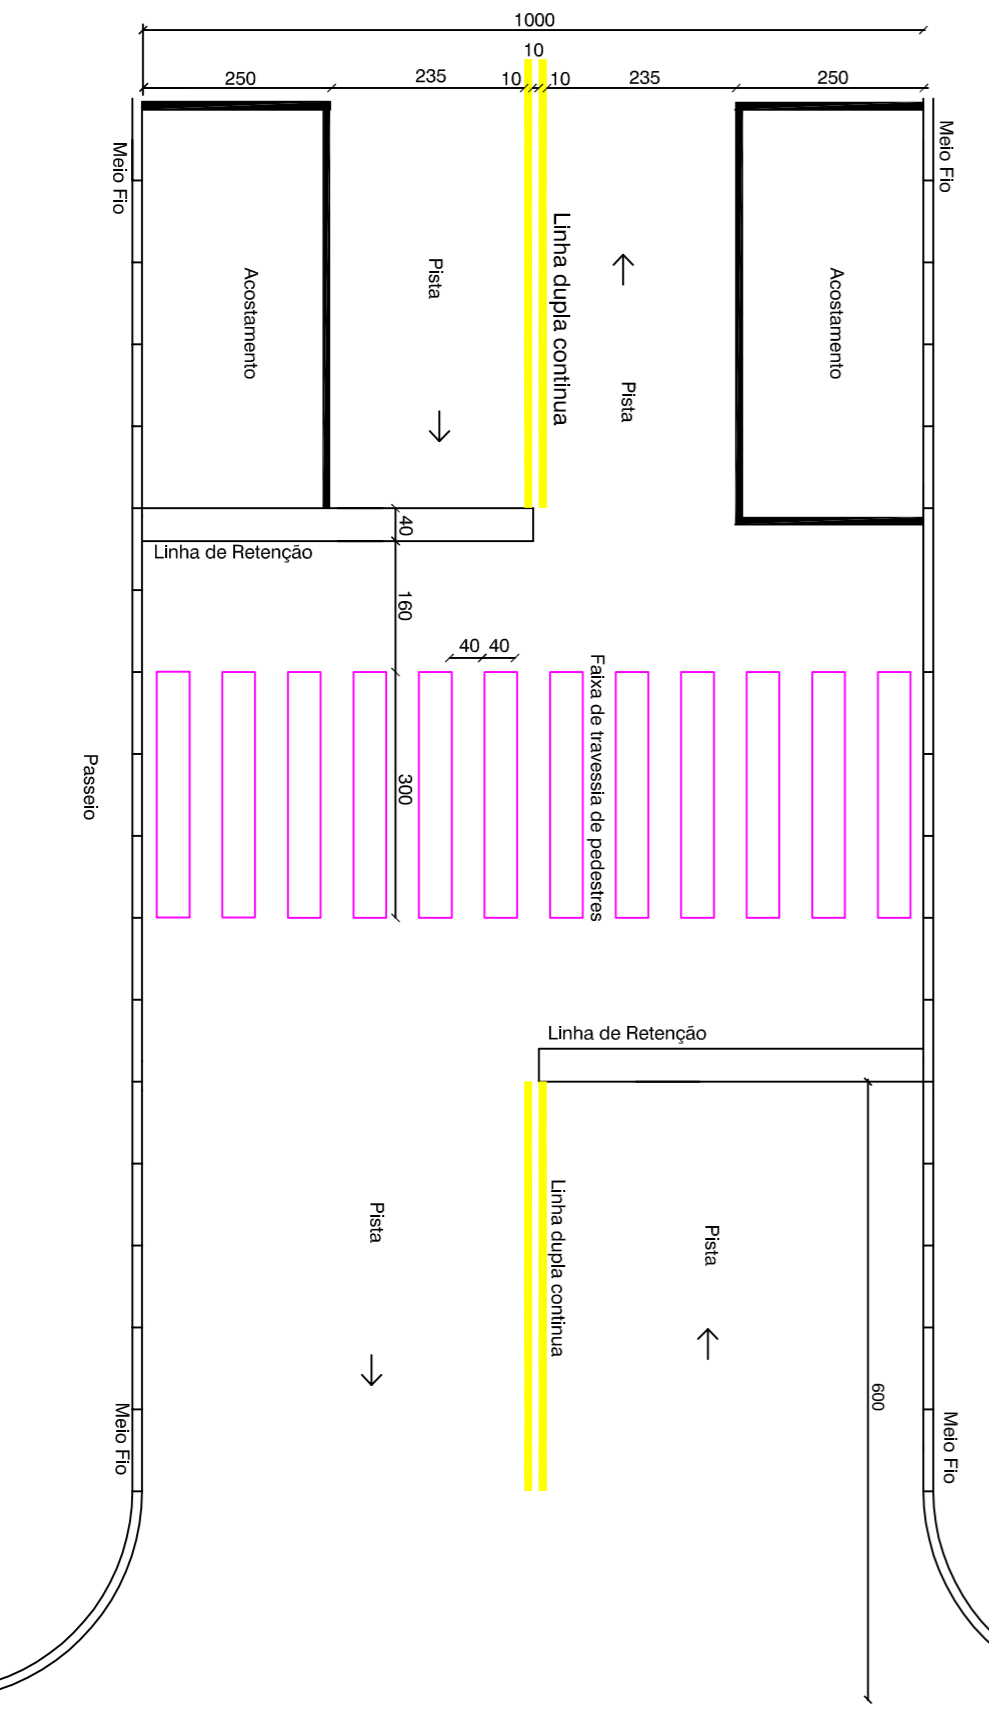 1000
10
250
235
10
10
235
250
Meio Fio
Meio Fio
Acostamento
Pista
Linha dupla continua
Pista
Acostamento
40
Linha de Retenção
160
40
40
Faixa de travessia de pedestres
300
Passeio
Linha de Retenção
Pista
Linha dupla continua
Pista
600
Meio Fio
Meio Fio